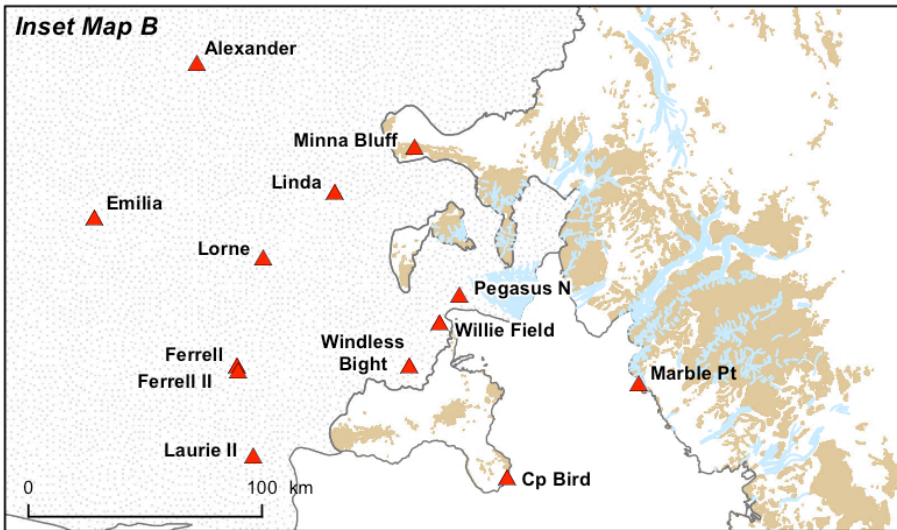 Inset Map B
Alexander
Minna Bluff
Linda
Emilia
Lorne
Pegasus N
Willie Field
Windless
Bight
Ferrell
Ferrell II
Marble Pt
Laurie II
Cp Bird
0 100 km